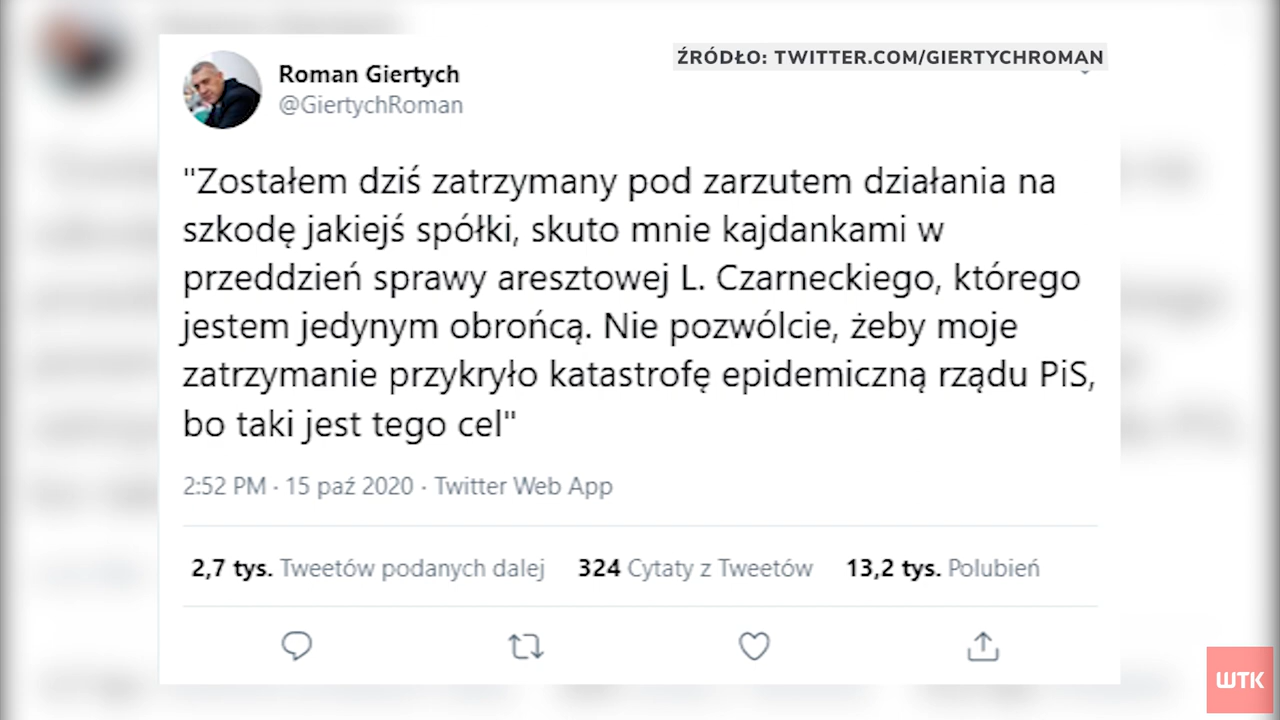 ŹRÓDŁO: TWITTER.COM/GIERTYCHROMAN
Roman Giertych
@GiertychRoman
"Zostałem dziś zatrzymany pod zarzutem działania na
szkodę jakiejś spółki, skuto mnie kajdankami w
przeddzień sprawy aresztowej L. Czarneckiego, którego
jestem jedynym obrońcą. Nie pozwólcie, żeby moje
zatrzymanie przykryło katastrofę epidemiczną rządu PiS,
bo taki jest tego cel"
2:52 PM · 15 paź 2020 · Twitter Web App
2,7 tys. Tweetów podanych dalej 324 Cytaty z Tweetów 13,2 tys. Polubień
WTK